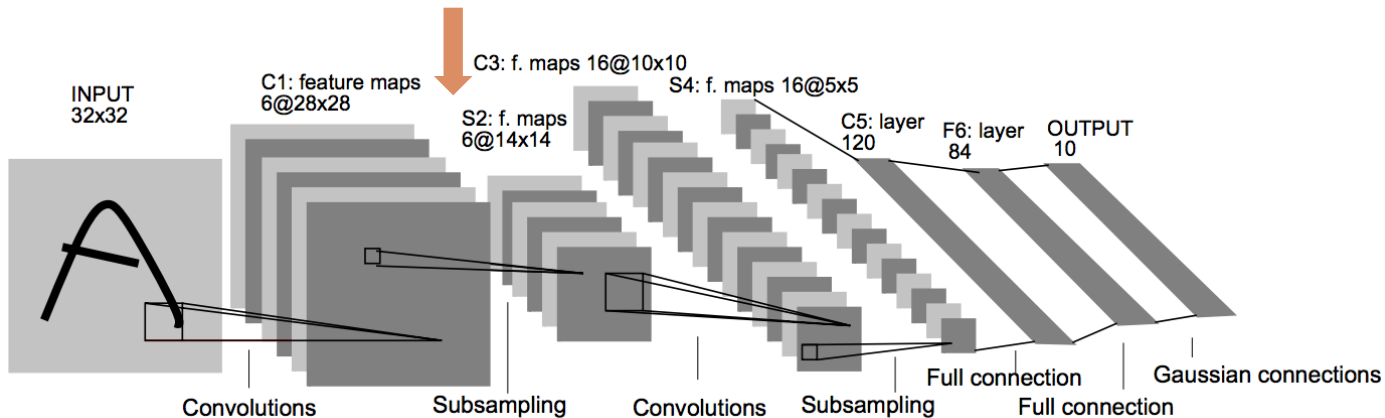 INPUT
32x32
C1: feature maps
6@28x28
S2: f. maps
6@14x14
C3: f. maps 16@10x10
S4: f. maps 16@5x5
C5: layer
120
F6: layer
84
OUTPUT
10
Convolutions
Subsampling
Convolutions
Subsampling
Full connection
Full connection
Gaussian connections